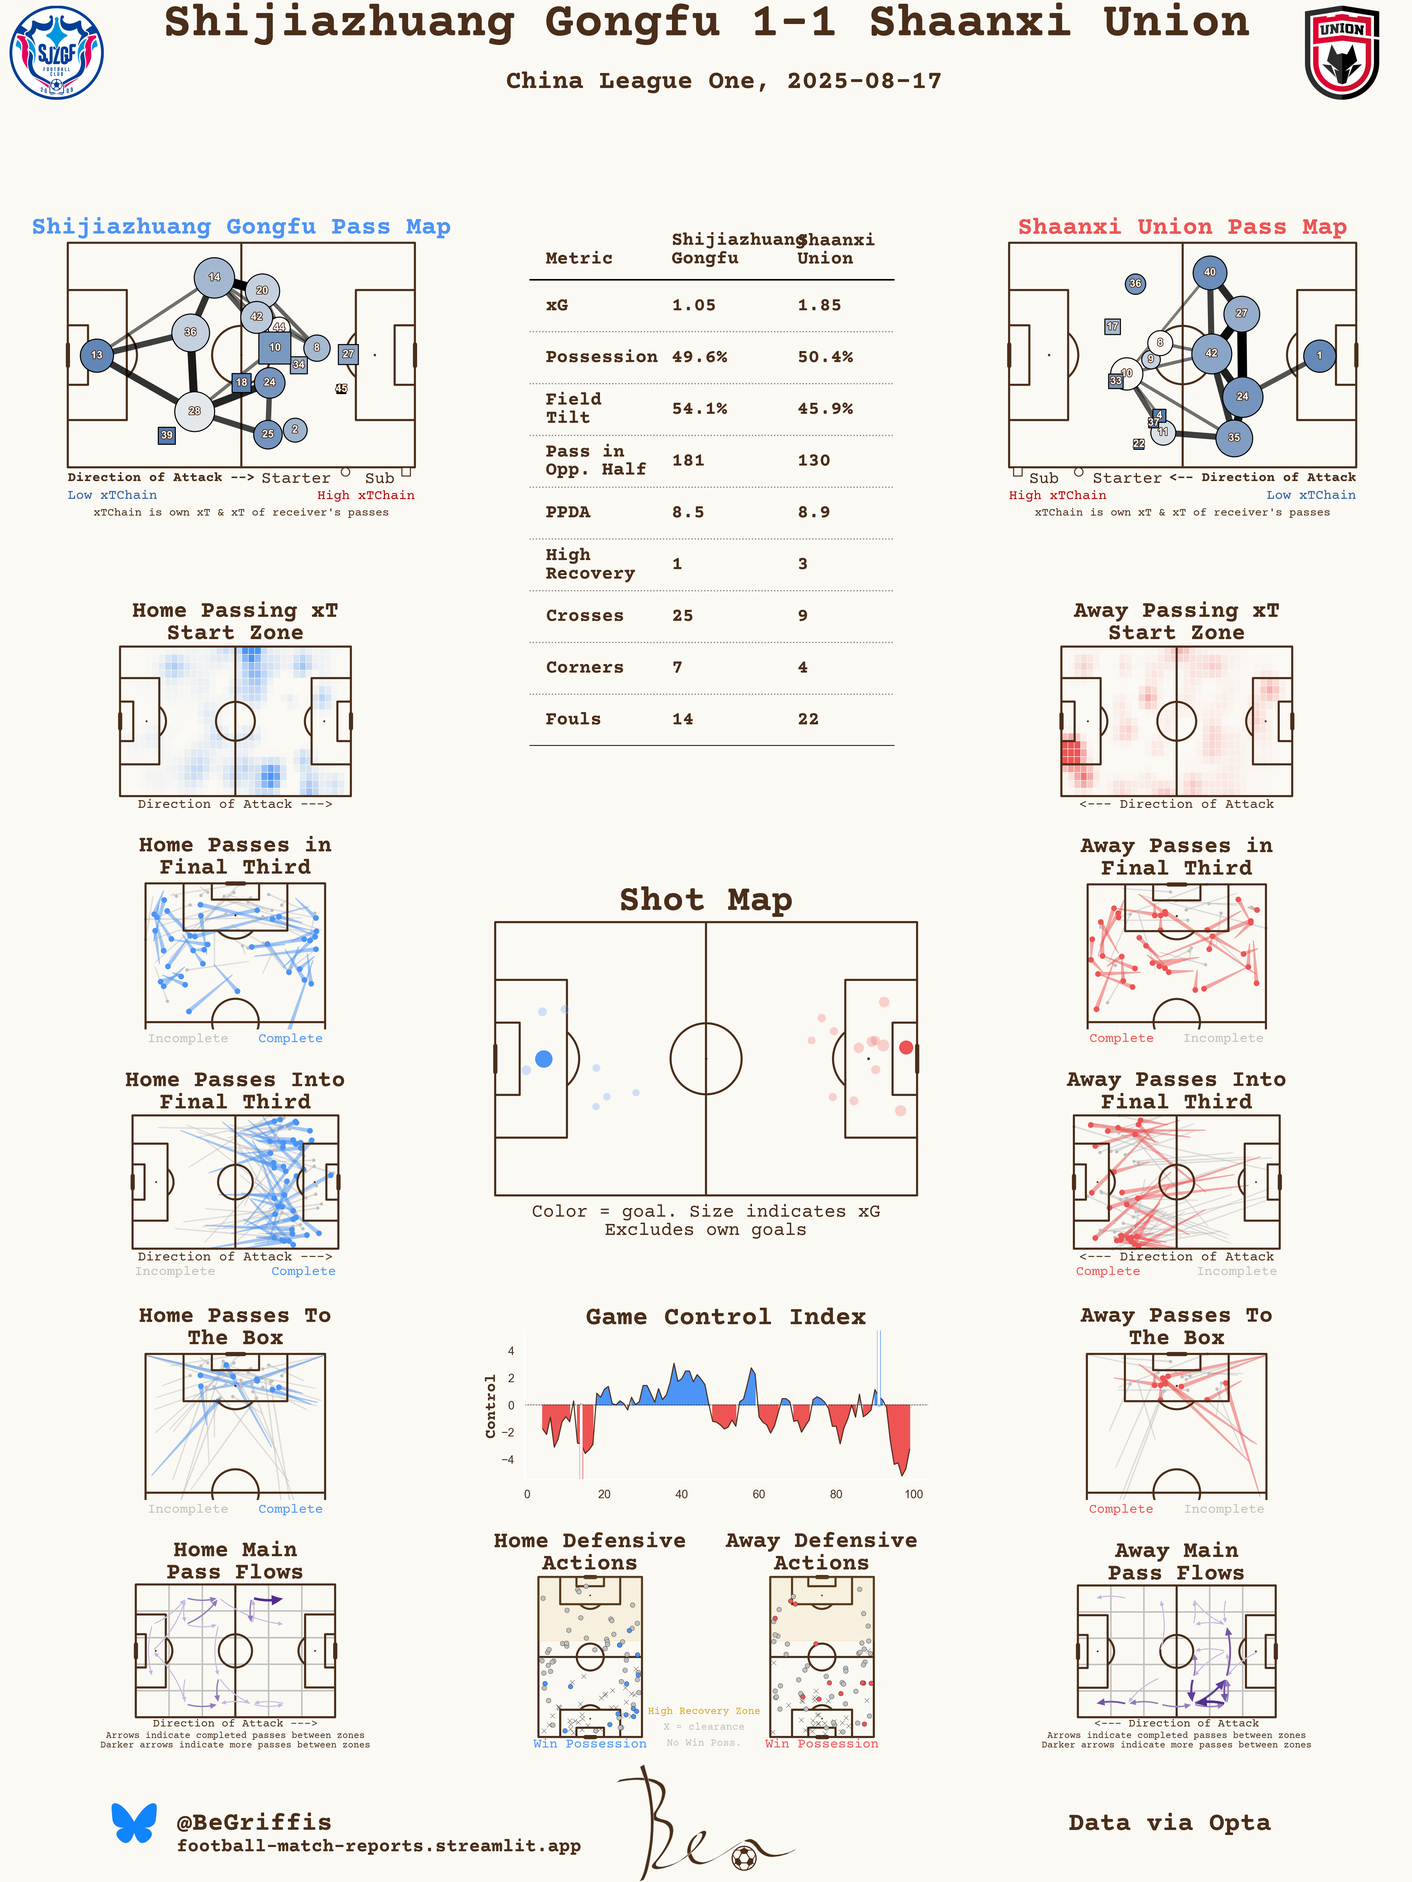 Shijiazhuang Gongfu 1-1 Shaanxi Union
China League One, 2025-08-17
SJZGF
FOOTBALL
CLUB
UNION
Shijiazhuang Gongfu Pass Map
14
20
42
44
36
10
8
27
13
34
18
24
45
28
39
25
2
Direction of Attack --> Starter Sub
Low xTChain High xTChain
xTChain is own xT & xT of receiver's passes
Metric Shijiazhuang Gongfu Shaanxi Union
xG 1.05 1.85
Possession 49.6% 50.4%
Field Tilt 54.1% 45.9%
Pass in Opp. Half 181 130
PPDA 8.5 8.9
High Recovery 1 3
Crosses 25 9
Corners 7 4
Fouls 14 22
Shaanxi Union Pass Map
40
36
27
17
8
42
9
1
10
33
24
4
37
11
35
22
Sub Starter <-- Direction of Attack
High xTChain Low xTChain
xTChain is own xT & xT of receiver's passes
Home Passing xT
Start Zone
Direction of Attack --->
Away Passing xT
Start Zone
<--- Direction of Attack
Home Passes in
Final Third
Incomplete Complete
Away Passes in
Final Third
Complete Incomplete
Shot Map
Color = goal. Size indicates xG
Excludes own goals
Home Passes Into
Final Third
Direction of Attack --->
Incomplete Complete
Away Passes Into
Final Third
<--- Direction of Attack
Complete Incomplete
Home Passes To
The Box
Incomplete Complete
Game Control Index
Control
4
2
0
−2
−4
0 20 40 60 80 100
Away Passes To
The Box
Complete Incomplete
Home Main
Pass Flows
Direction of Attack --->
Arrows indicate completed passes between zones
Darker arrows indicate more passes between zones
Home Defensive
Actions
Win Possession
High Recovery Zone
X = clearance
No Win Poss.
Away Defensive
Actions
Win Possession
Away Main
Pass Flows
<--- Direction of Attack
Arrows indicate completed passes between zones
Darker arrows indicate more passes between zones
@BeGriffis
football-match-reports.streamlit.app
Ben
Data via Opta